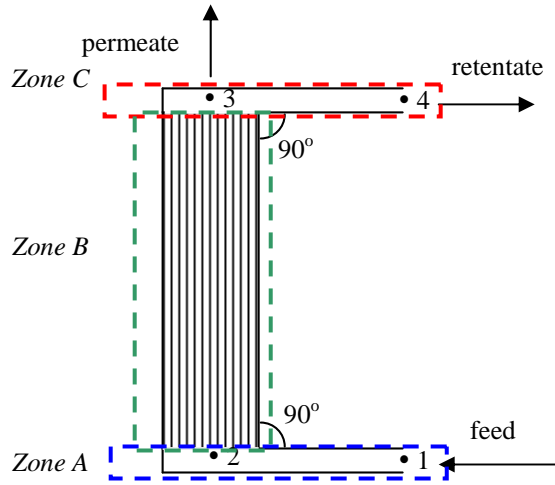 permeate
Zone C
retentate
3
4
90°
Zone B
90°
feed
Zone A
2
1